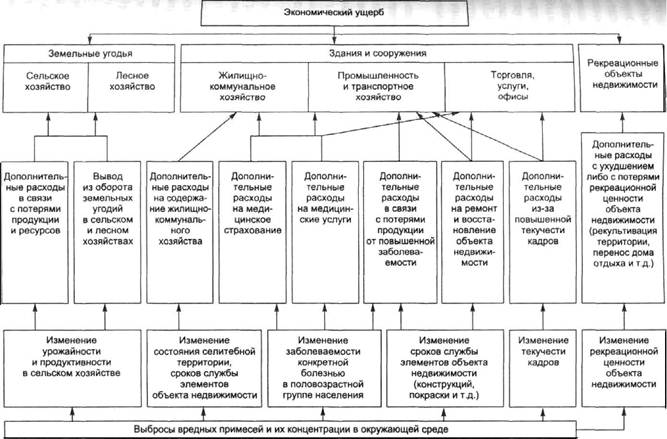 Экономический ущерб
Земельные угодья
Сельское
хозяйство
Лесное
хозяйство
Здания и сооружения
Жилищно-
коммунальное
хозяйство
Промышленность
и транспортное
хозяйство
Торговля,
услуги,
офисы
Рекреационные
объекты
недвижимости
Дополнитель-
ные расходы
в связи
с потерями
продукции
и ресурсов
Вывод
из оборота
земельных
угодий
в сельском
и лесном
хозяйствах
Дополнитель-
ные расходы
на содержа-
ние жилищно-
коммуналь-
ного
хозяйства
Дополни-
тельные
расходы
на меди-
цинское
страхование
Дополни-
тельные
расходы
на медицин-
ские услуги
Дополни-
тельные
расходы
в связи
с потерями
продукции
от повышенной
заболевае-
емости
Дополни-
тельные
расходы
на ремонт
и восста-
новление
объекта
недвижи-
мости
Дополни-
тельные
расходы
из-за
повышенной
текучести
кадров
Дополнитель-
ные расходы
с ухудшением
либо с потерями
рекреационной
ценности
объекта
недвижимости
(рекультивация
территории,
перенос дома
отдыха и т.д.)
Изменение
урожайности
и продуктивности
в сельском хозяйстве
Изменение
состояния селитебной
территории,
сроков службы
элементов
объекта недвижимости
Изменение
заболеваемости
конкретной
болезнью
в половозрастной
группе населения
Изменение
сроков службы
элементов объекта
недвижимости
(конструкций,
покраски и т.д.)
Изменение
текучести
кадров
Изменение
рекреационной
ценности
объекта
недвижимости
Выбросы вредных примесей и их концентрации в окружающей среде